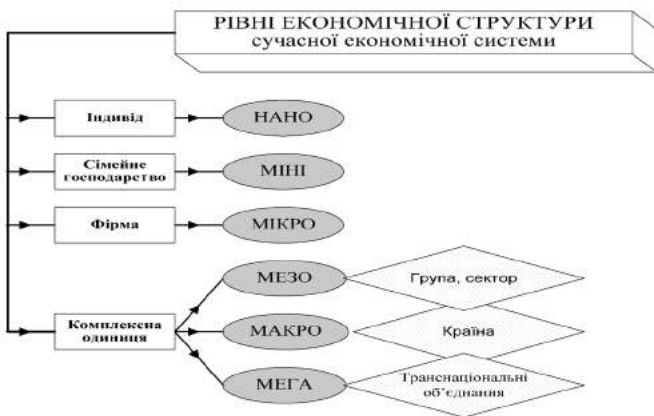 РІВНІ ЕКОНОМІЧНОЇ СТРУКТУРИ
сучасної економічної системи
Індивід
НАНО
Сімейне
господарство
МІНІ
Фірма
МІКРО
МЕЗО
Група, сектор
Комплексна
одиниця
МАКРО
Країна
МЕГА
Транснаціональні
об’єднання